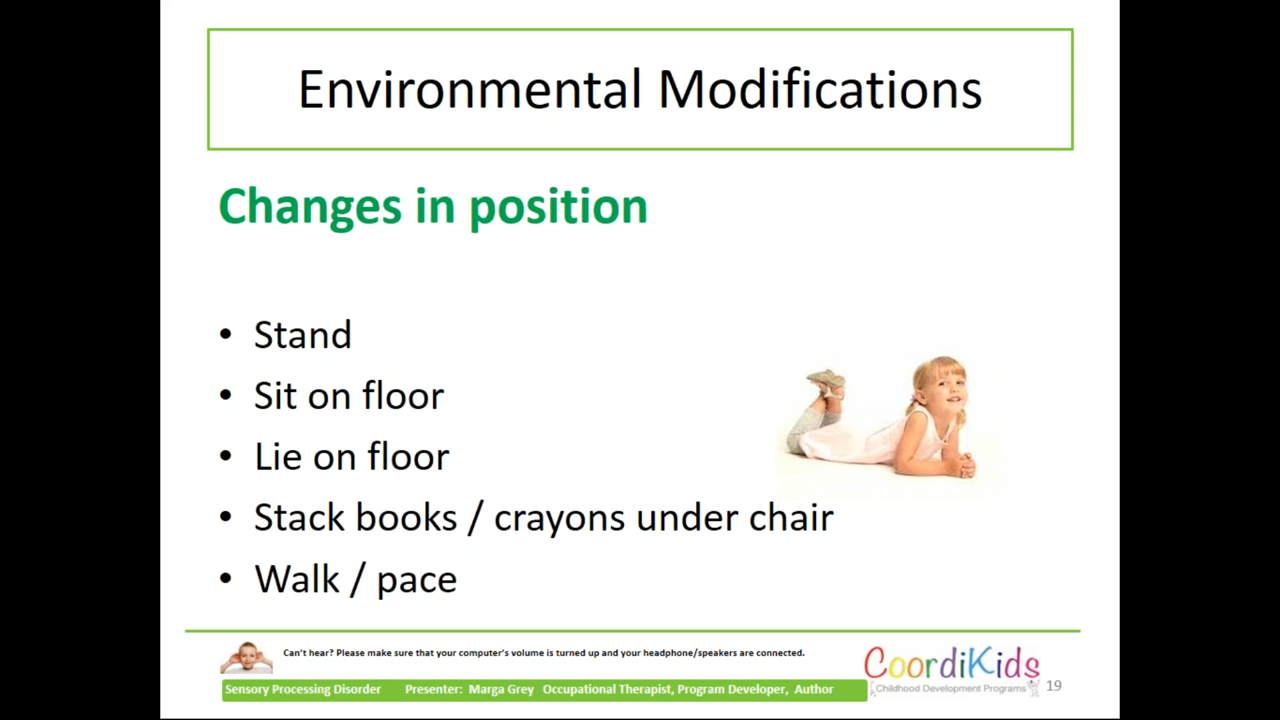 Environmental Modifications
Changes in position
• Stand
• Sit on floor
• Lie on floor
• Stack books / crayons under chair
• Walk / pace
Can't hear? Please make sure that your computer's volume is turned up and your headphone/speakers are connected.
CoordiKids
Childhood Development Programs
Sensory Processing Disorder Presenter: Marga Grey Occupational Therapist, Program Developer, Author
19